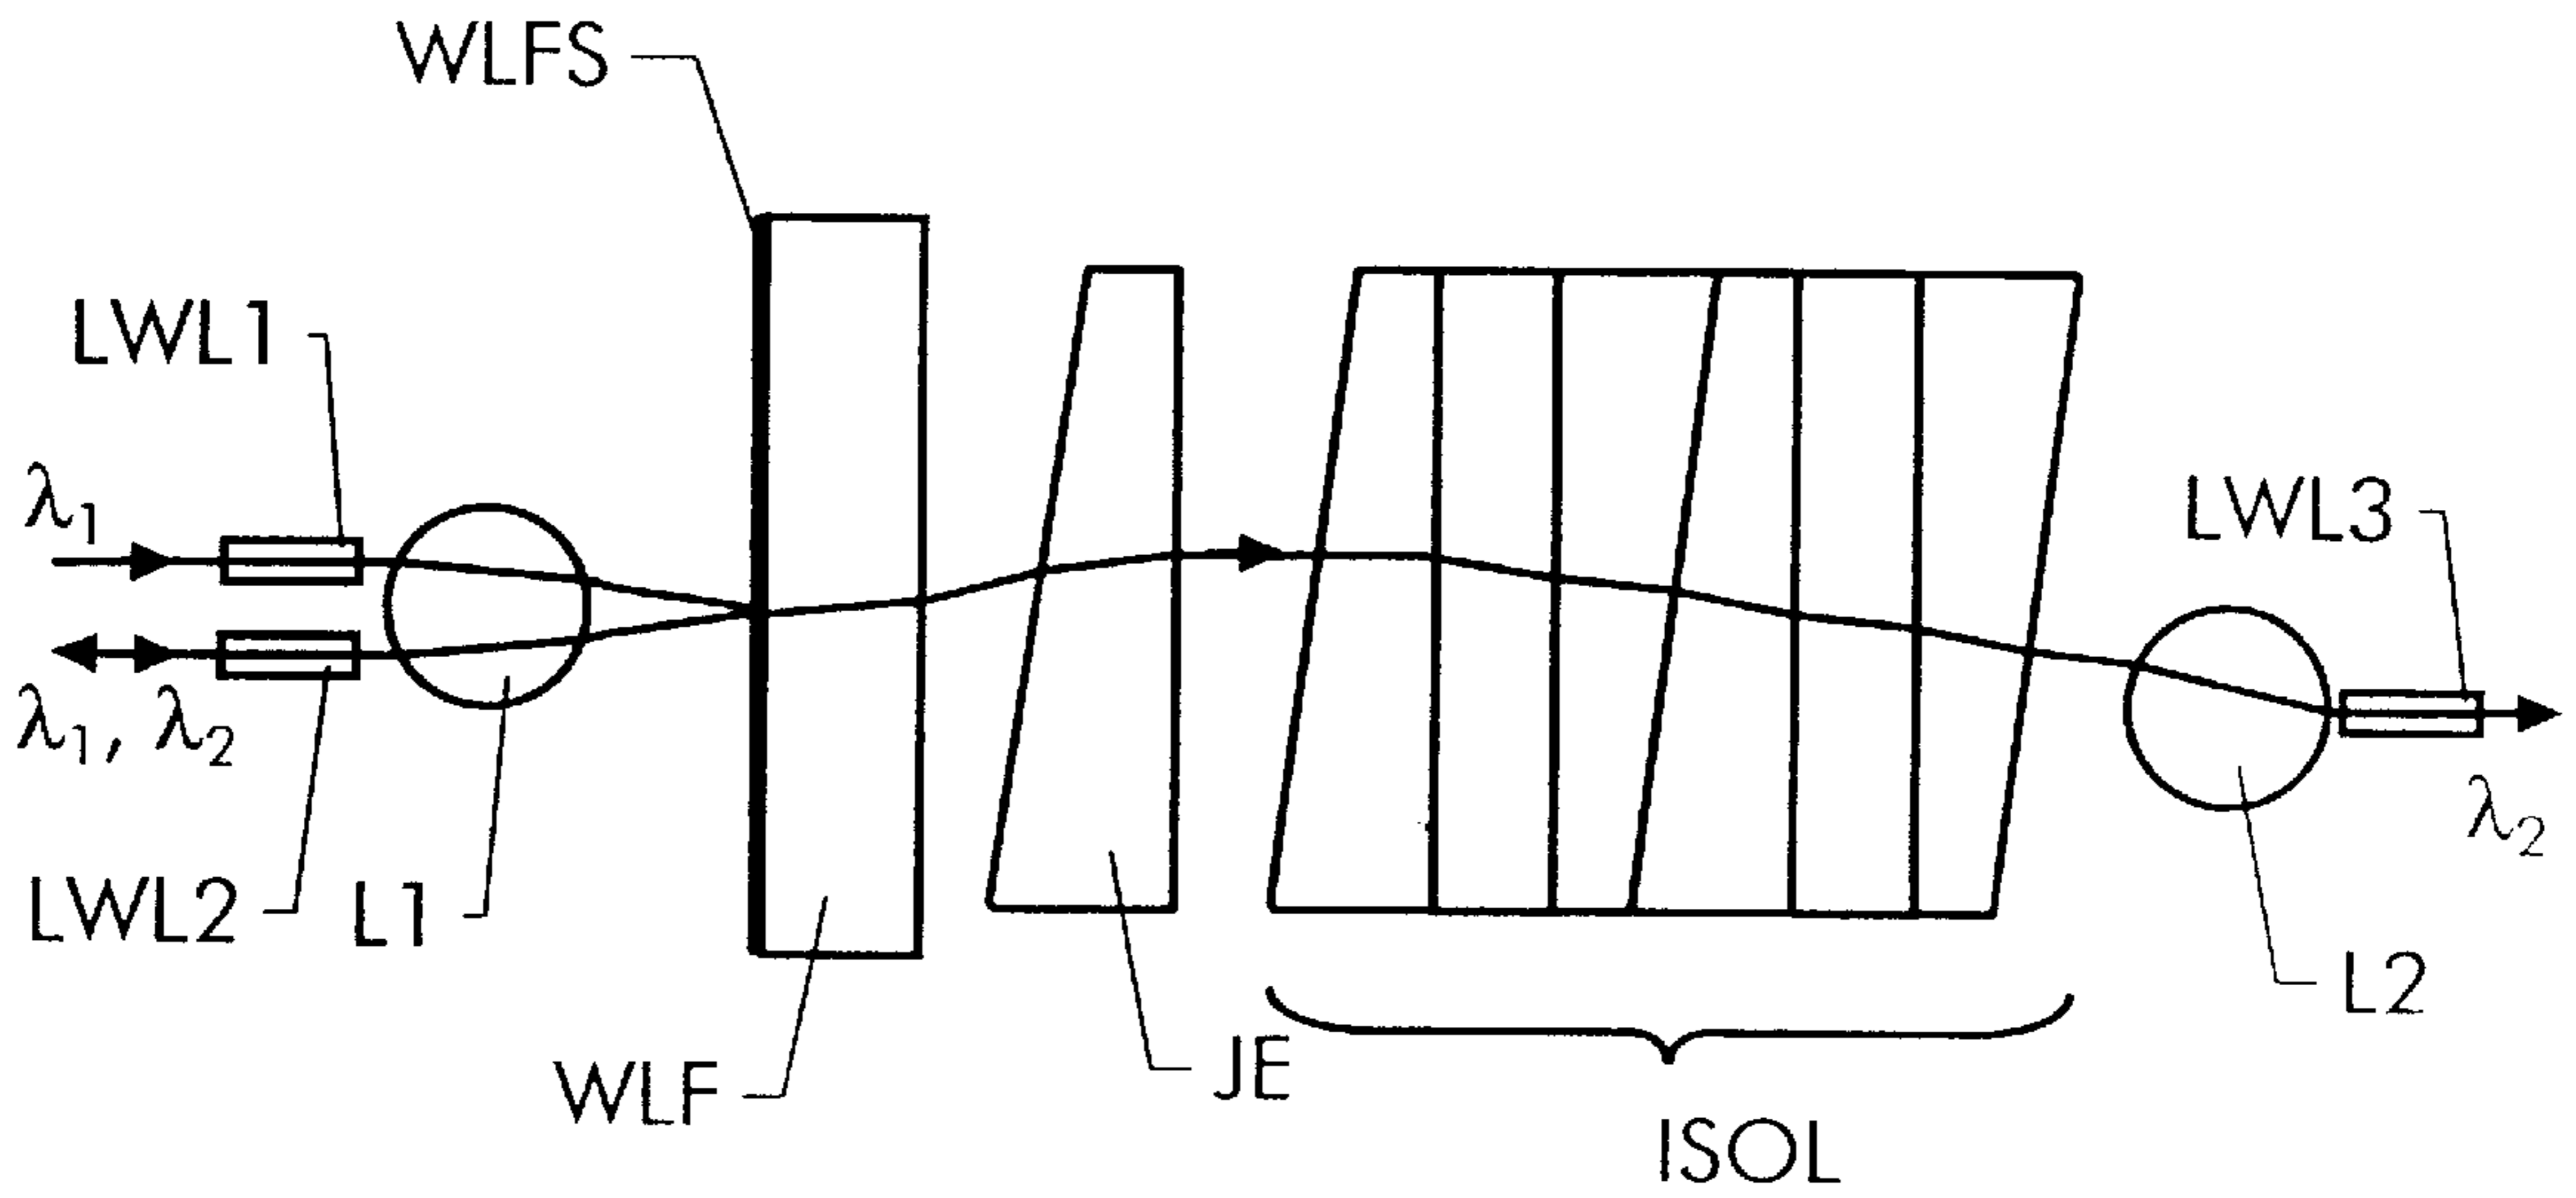 WLFS
LWL1
λ₁
LWL3
λ₁, λ₂
λ₂
LWL2
L1
L2
WLF
JE
ISOL